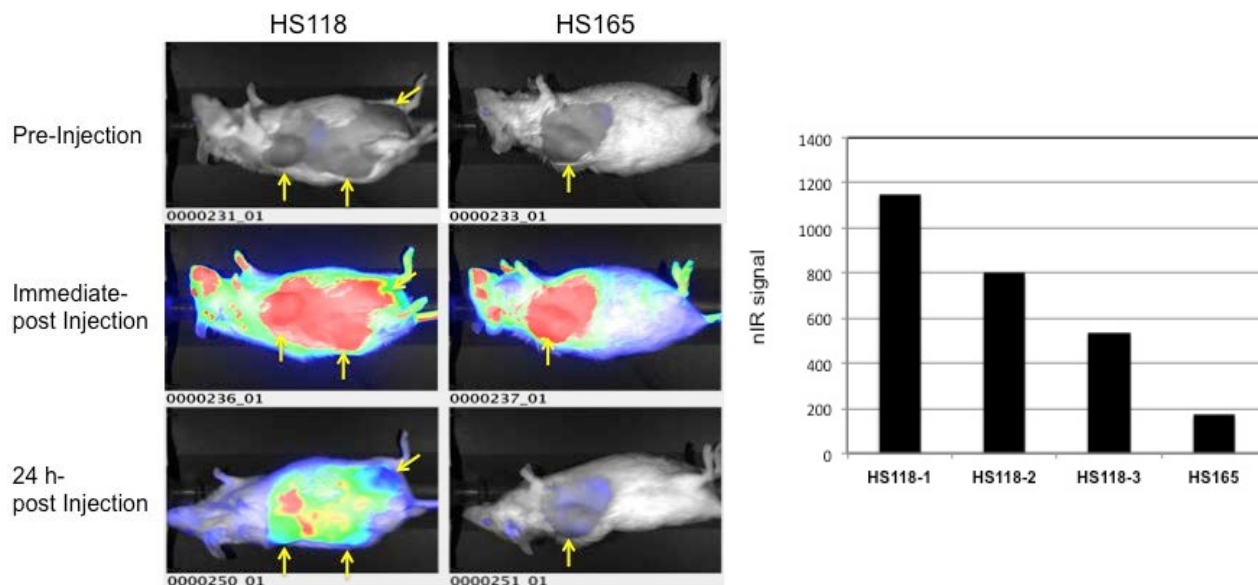 HS118
HS165
Pre-Injection
0000231_01
0000233_01
Immediate-
post Injection
0000236_01
0000237_01
24 h-
post Injection
0000250_01
0000251_01
nIR signal
1400
1200
1000
800
600
400
200
0
HS118-1
HS118-2
HS118-3
HS165